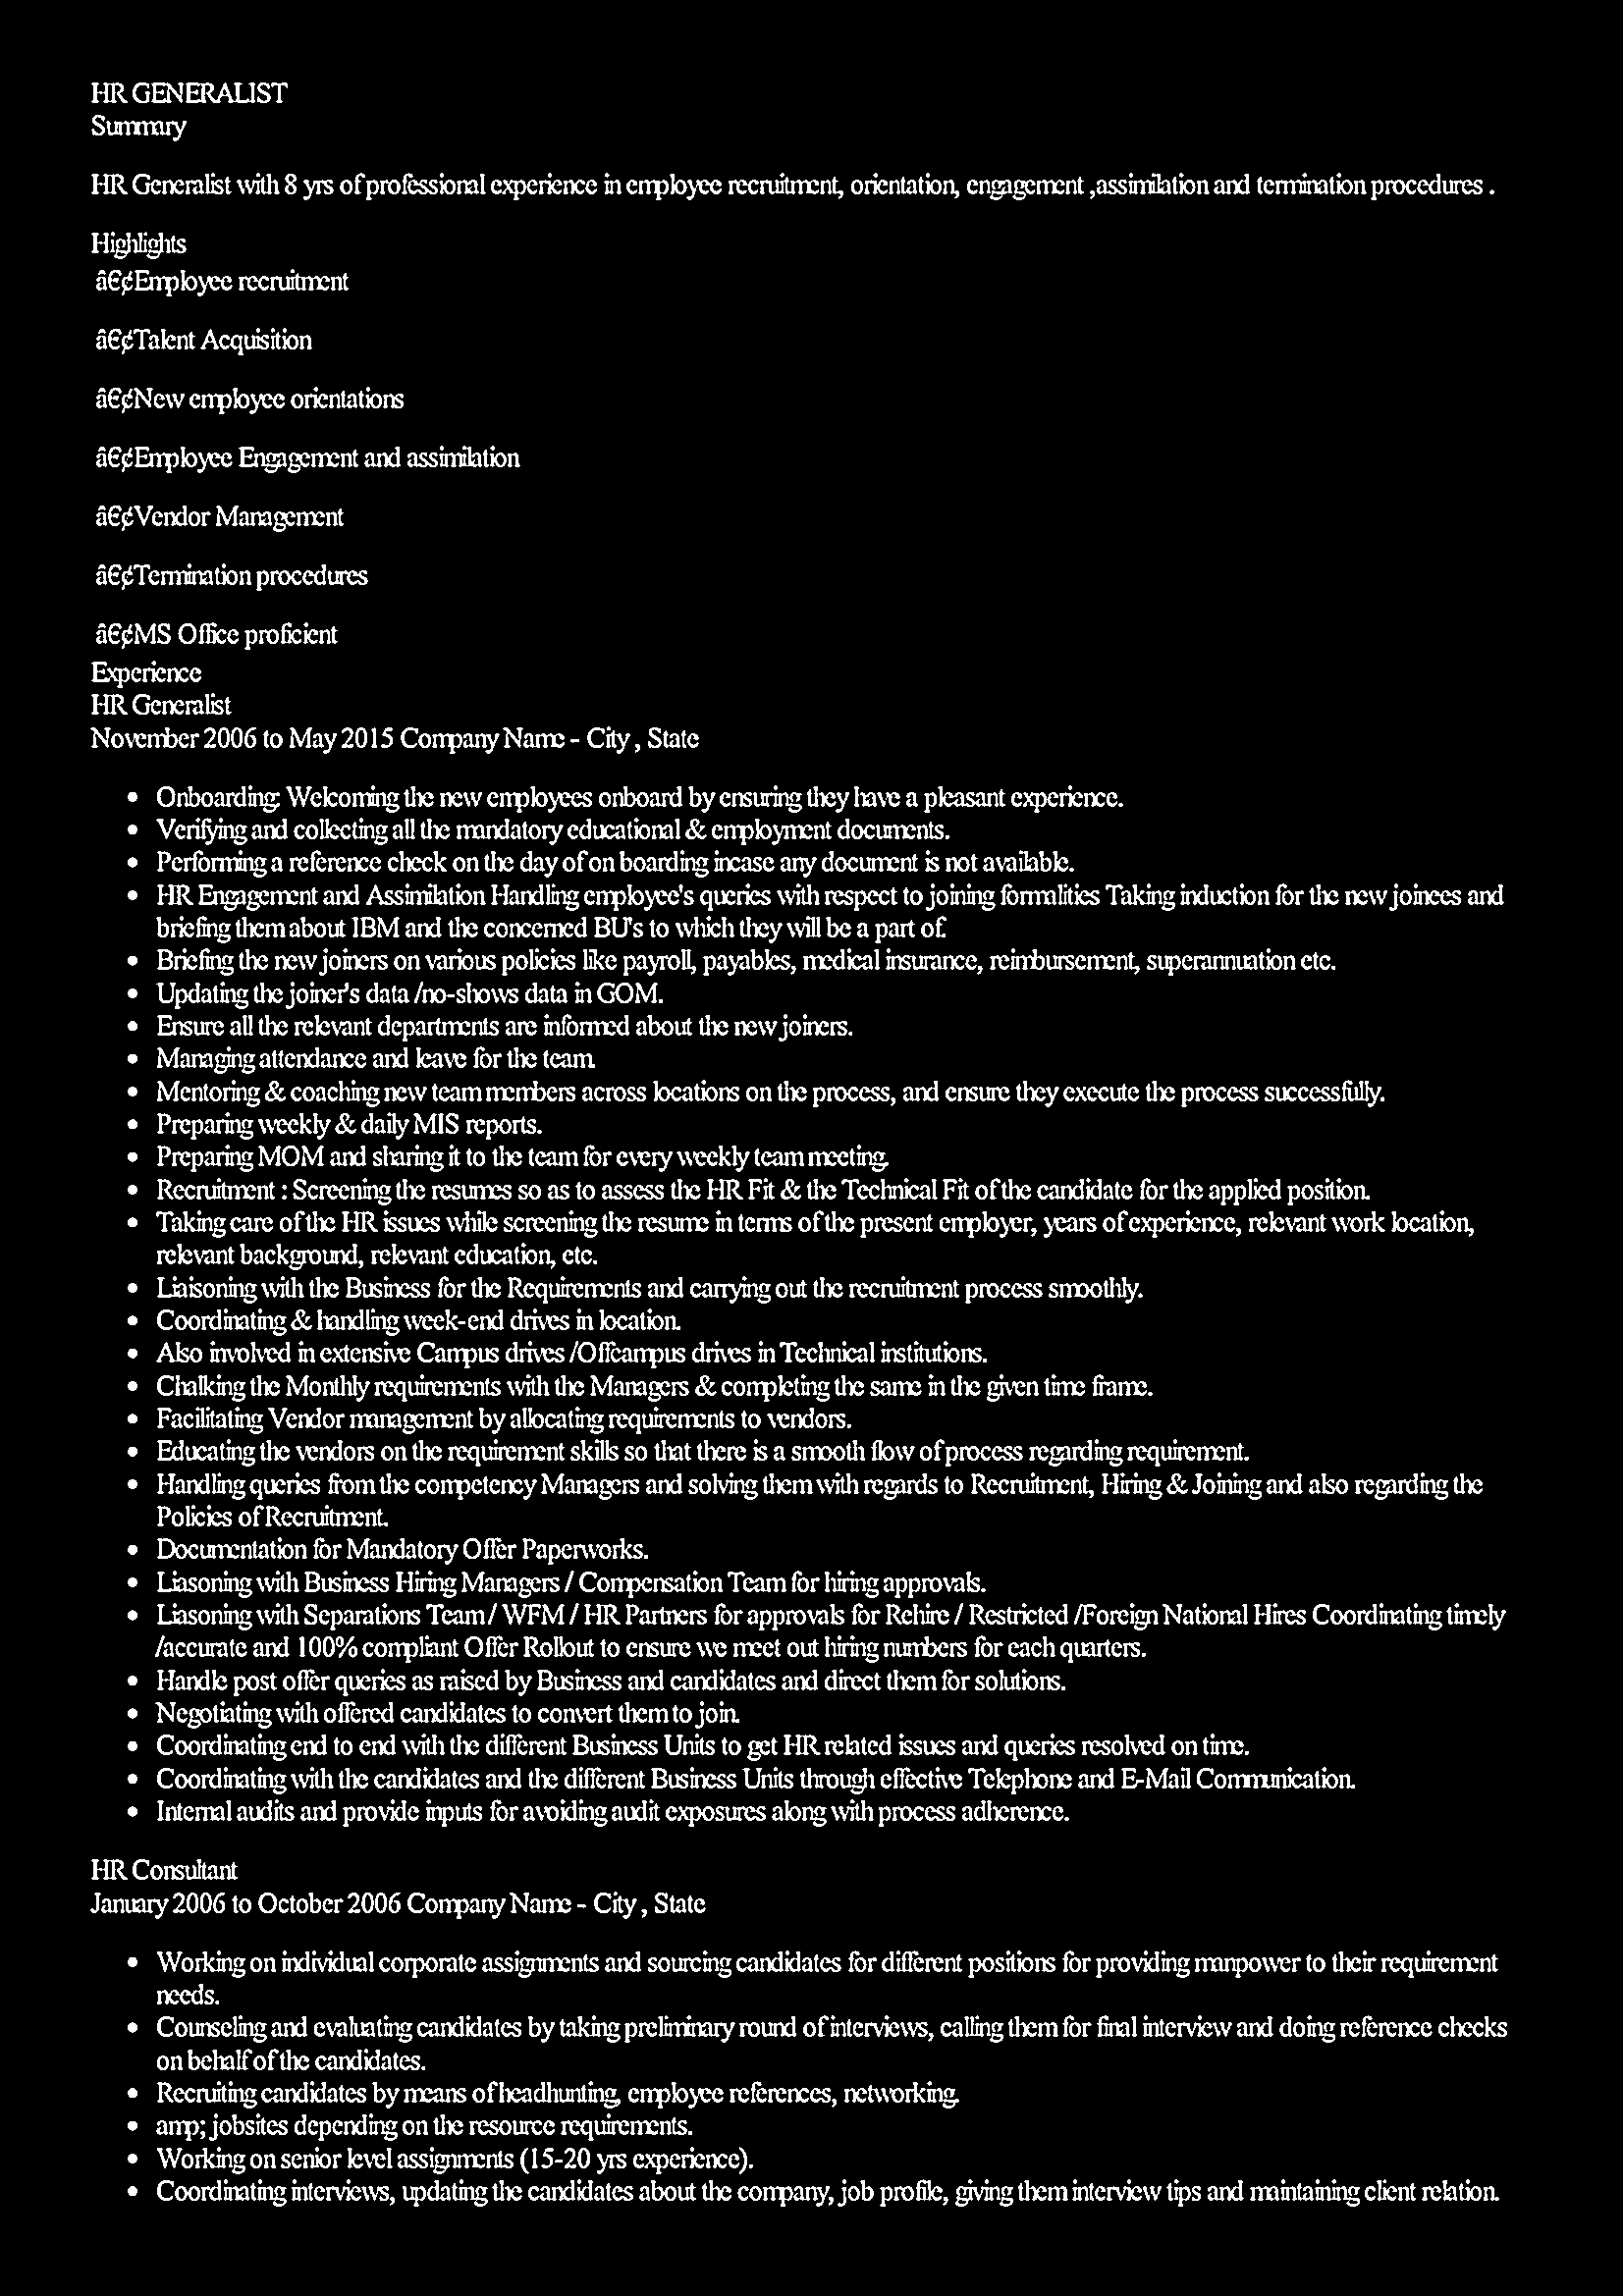 HR GENERALIST
Summary
HR Generalist with 8 yrs of professional experience in employee recruitment, orientation, engagement ,assimilation and termination procedures .
Highlights
â€¢Employee recruitment
â€¢Talent Acquisition
â€¢New employee orientations
â€¢Employee Engagement and assimilation
â€¢Vendor Management
â€¢Termination procedures
â€¢MS Office proficient
Experience
HR Generalist
November 2006 to May 2015 Company Name - City , State
• Onboarding: Welcoming the new employees onboard by ensuring they have a pleasant experience.
• Verifying and collecting all the mandatory educational & employment documents.
• Performing a reference check on the day of on boarding incase any document is not available.
• HR Engagement and Assimilation Handling employee's queries with respect to joining formalities Taking induction for the new joinees and
briefing them about IBM and the concerned BU's to which they will be a part of.
• Briefing the new joiners on various policies like payroll, payables, medical insurance, reimbursement, superannuation etc.
• Updating the joiner's data /no-shows data in GOM.
• Ensure all the relevant departments are informed about the new joiners.
• Managing attendance and leave for the team.
• Mentoring & coaching new team members across locations on the process, and ensure they execute the process successfully.
• Preparing weekly & daily MIS reports.
• Preparing MOM and sharing it to the team for every weekly team meeting.
• Recruitment : Screening the resumes so as to assess the HR Fit & the Technical Fit of the candidate for the applied position.
• Taking care of the HR issues while screening the resume in terms of the present employer, years of experience, relevant work location,
relevant background, relevant education, etc.
• Liaisoning with the Business for the Requirements and carrying out the recruitment process smoothly.
• Coordinating & handling week-end drives in location.
• Also involved in extensive Campus drives /Offcampus drives in Technical institutions.
• Chalking the Monthly requirements with the Managers & completing the same in the given time frame.
• Facilitating Vendor management by allocating requirements to vendors.
• Educating the vendors on the requirement skills so that there is a smooth flow of process regarding requirement.
• Handling queries from the competency Managers and solving them with regards to Recruitment, Hiring & Joining and also regarding the
Policies of Recruitment.
• Documentation for Mandatory Offer Paperworks.
• Liasoning with Business Hiring Managers / Compensation Team for hiring approvals.
• Liasoning with Separations Team / WFM / HR Partners for approvals for Rehire / Restricted /Foreign National Hires Coordinating timely
/accurate and 100% compliant Offer Rollout to ensure we meet out hiring numbers for each quarters.
• Handle post offer queries as raised by Business and candidates and direct them for solutions.
• Negotiating with offered candidates to convert them to join.
• Coordinating end to end with the different Business Units to get HR related issues and queries resolved on time.
• Coordinating with the candidates and the different Business Units through effective Telephone and E-Mail Communication.
• Internal audits and provide inputs for avoiding audit exposures along with process adherence.
HR Consultant
January 2006 to October 2006 Company Name - City , State
• Working on individual corporate assignments and sourcing candidates for different positions for providing manpower to their requirement
needs.
• Counseling and evaluating candidates by taking preliminary round of interviews, calling them for final interview and doing reference checks
on behalf of the candidates.
• Recruiting candidates by means of headhunting, employee references, networking.
• amp; jobsites depending on the resource requirements.
• Working on senior level assignments (15-20 yrs experience).
• Coordinating interviews, updating the candidates about the company, job profile, giving them interview tips and maintaining client relation.